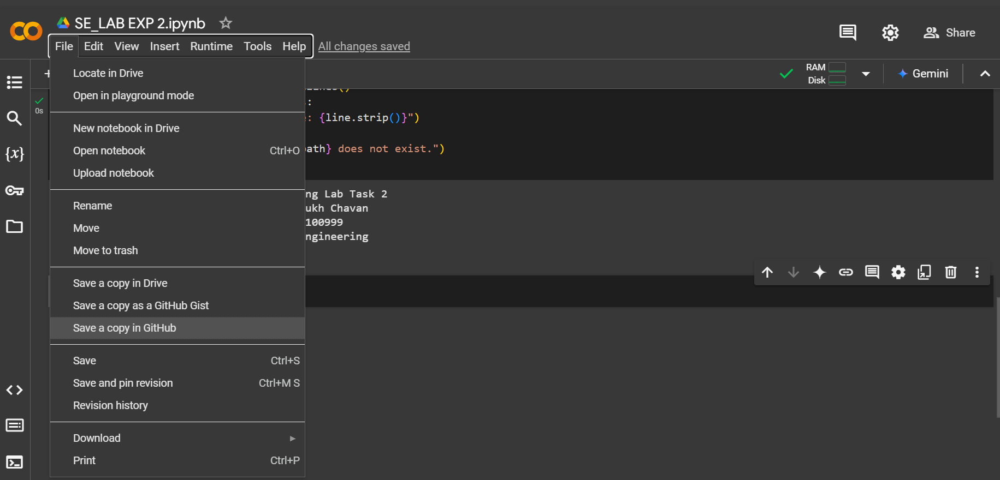 SE_LAB EXP 2.ipynb
File Edit View Insert Runtime Tools Help All changes saved
Share
RAM
Disk
Gemini
Locate in Drive
Open in playground mode
New notebook in Drive
Open notebook Ctrl+O
Upload notebook
Rename
Move
Move to trash
Save a copy in Drive
Save a copy as a GitHub Gist
Save a copy in GitHub
Save Ctrl+S
Save and pin revision Ctrl+M S
Revision history
Download
Print Ctrl+P
0s
:
: {line.strip()}")
ath} does not exist.")
ng Lab Task 2
ukh Chavan
100999
ngineering
{x}